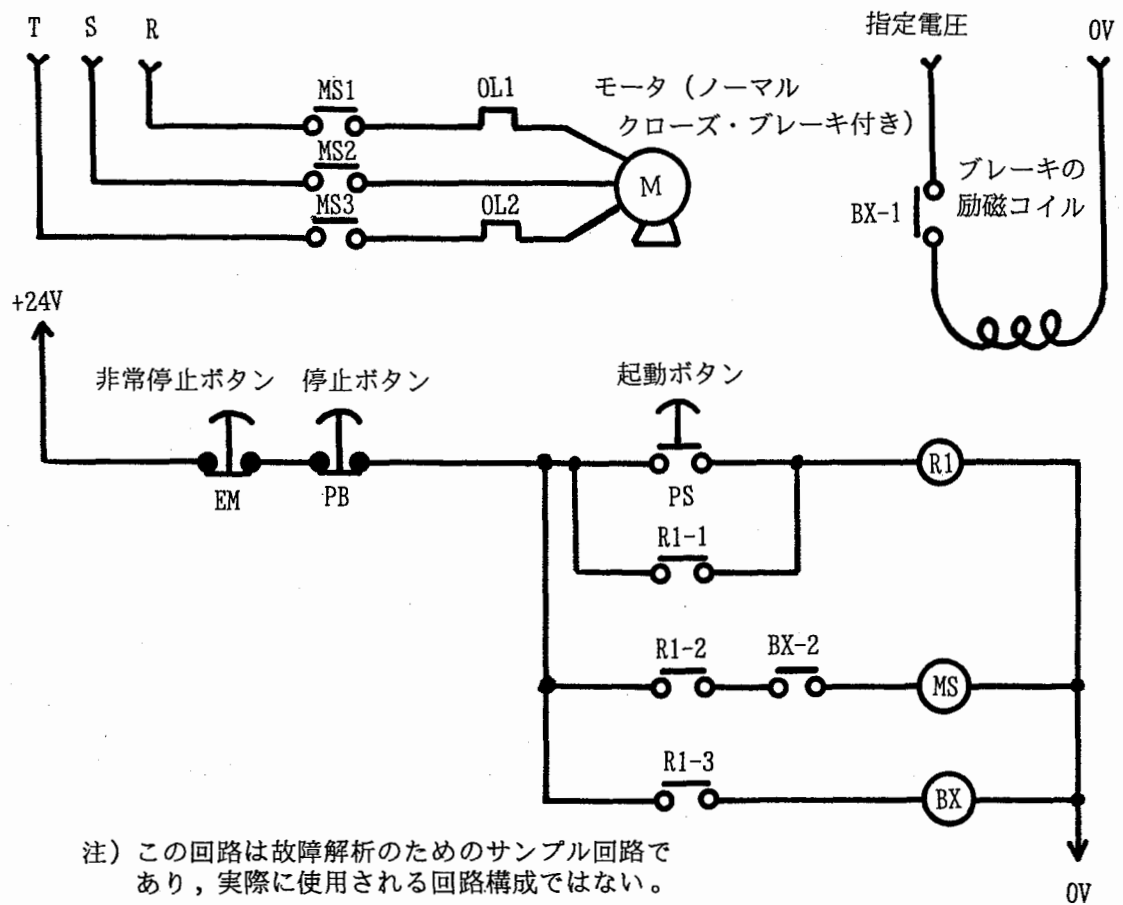 T S R
指定電圧 0V
MS1 OL1
モータ(ノーマル
クローズ・ブレーキ付き)
MS2
M
MS3 OL2
BX-1
ブレーキの
励磁コイル
+24V
非常停止ボタン 停止ボタン 起動ボタン
EM PB PS R1
R1-1
R1-2 BX-2
MS
R1-3
BX
注)この回路は故障解析のためのサンプル回路で
あり,実際に使用される回路構成ではない。
0V